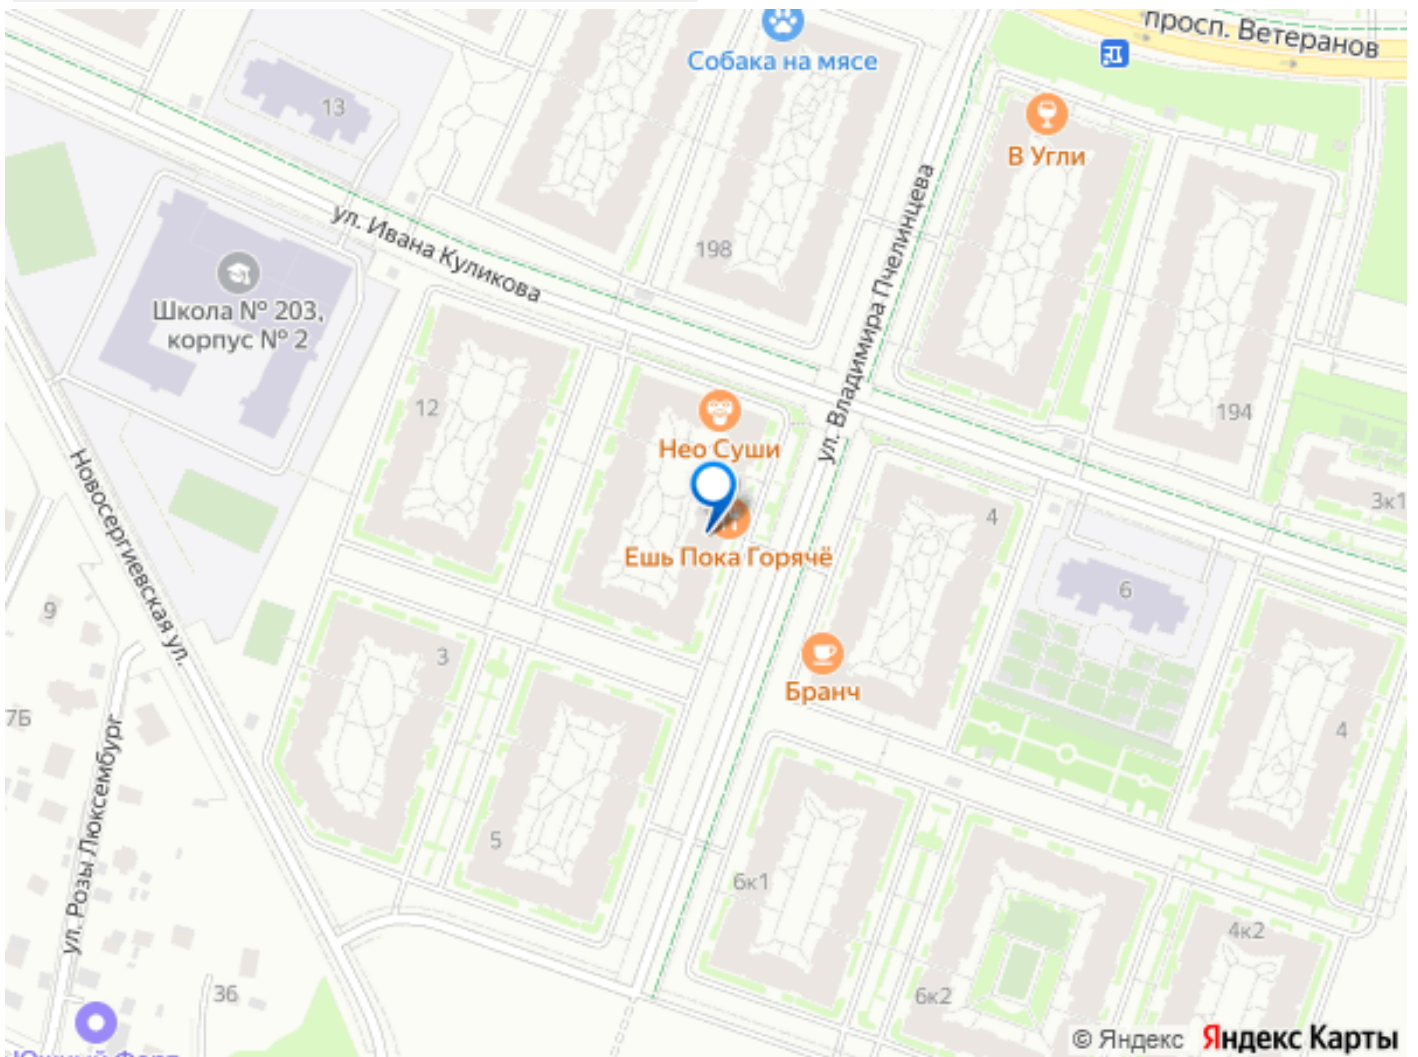 просп. Ветеранов
Собака на мясе
13
В Угли
ул. Ивана Куликова
198
ул. Владимира Пчелинцева
Школа № 203,
корпус № 2
12
194
Нео Суши
3к1
4
Ешь Пока Горячё
Новосергиевская ул.
6
9
3
Бранч
7Б
4
ул. Розы Люксембург
5
6к1
4к2
36
6к2
© Яндекс Яндекс Карты